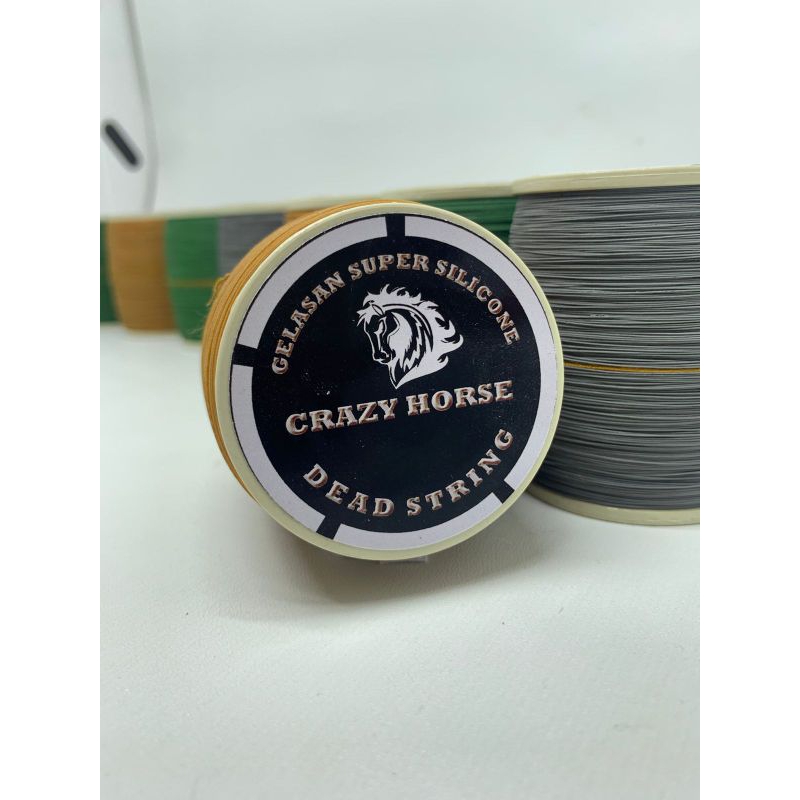 GELASAN SUPER SILICONE
CRAZY HORSE
DEAD STRING